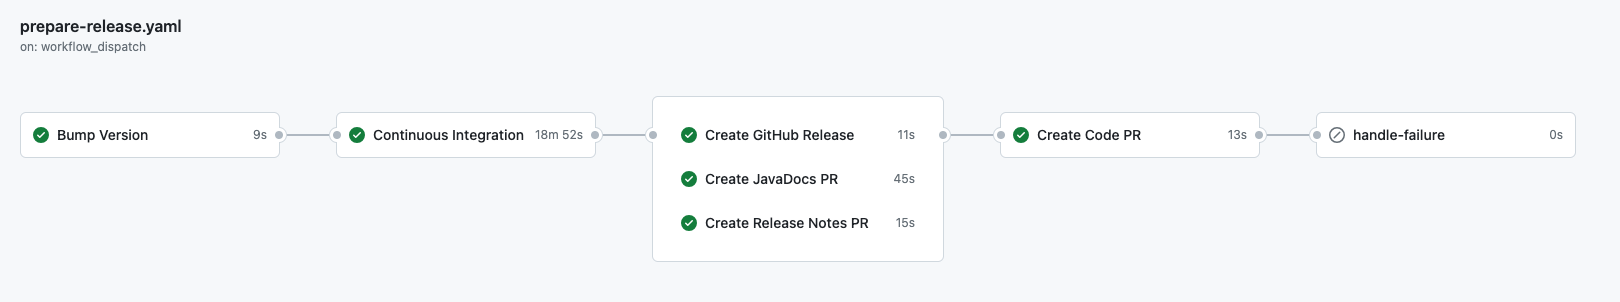 prepare-release.yaml
on: workflow_dispatch
Bump Version 9s
Continuous Integration 18m 52s
Create GitHub Release 11s
Create JavaDocs PR 45s
Create Release Notes PR 15s
Create Code PR 13s
handle-failure 0s